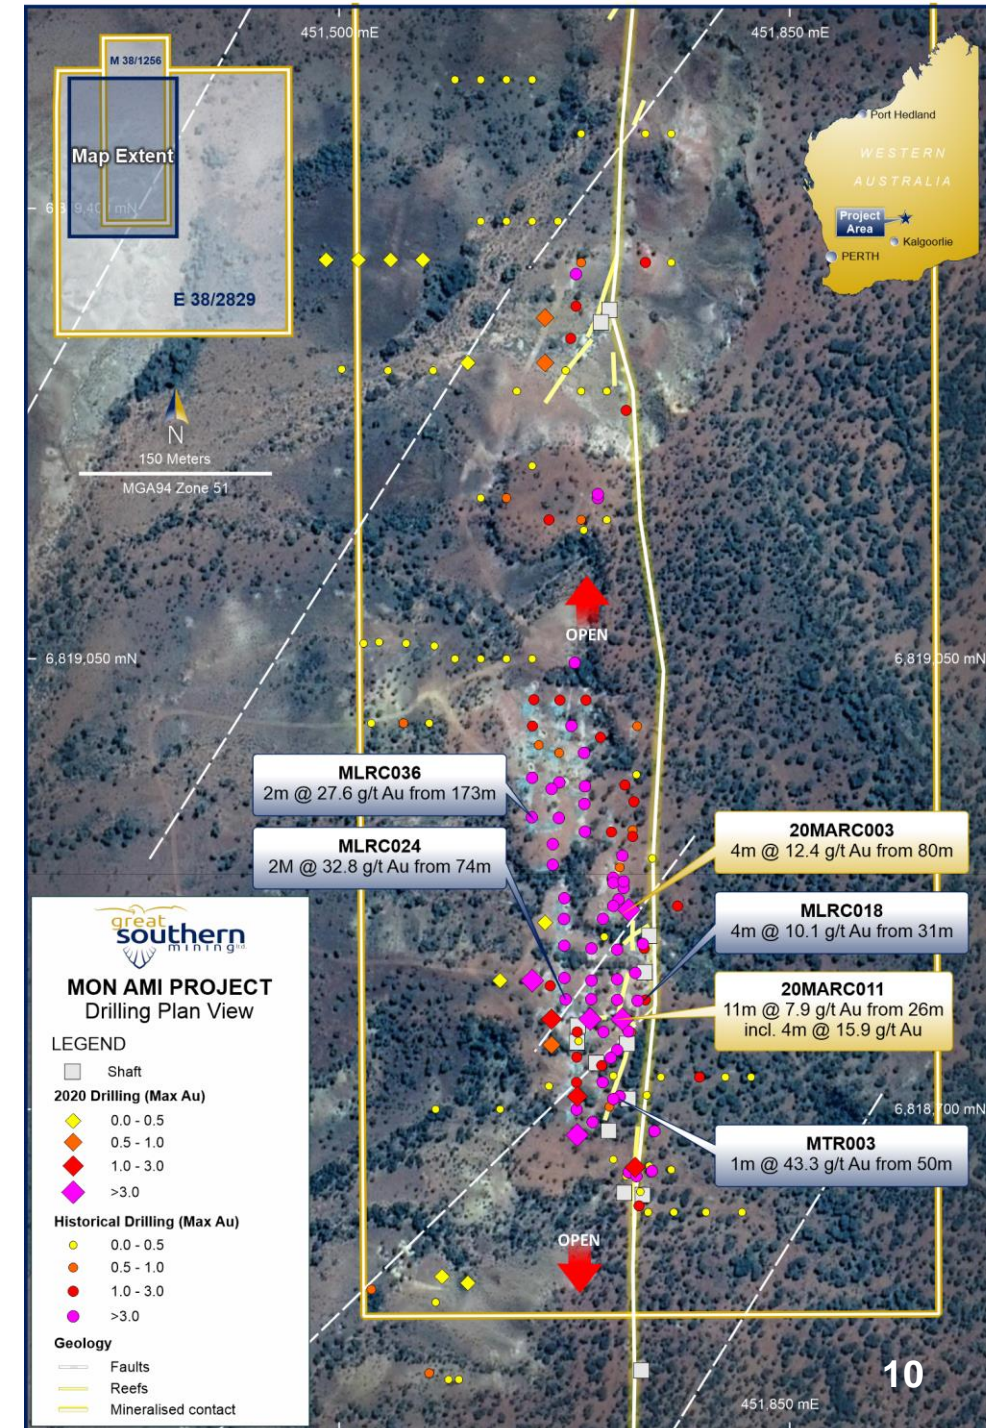 451,500 mE
451,850 mE
M 38/1256
Map Extent
6,819,400 mN
E 38/2829
Port Hedland
WESTERN
AUSTRALIA
Project
Area
Kalgoorlie
PERTH
N
150 Meters
MGA94 Zone 51
OPEN
6,819,050 mN
6,819,050 mN
MLRC036
2m @ 27.6 g/t Au from 173m
MLRC024
2M @ 32.8 g/t Au from 74m
20MARC003
4m @ 12.4 g/t Au from 80m
MLRC018
4m @ 10.1 g/t Au from 31m
20MARC011
11m @ 7.9 g/t Au from 26m
incl. 4m @ 15.9 g/t Au
6,818,700 mN
MTR003
1m @ 43.3 g/t Au from 50m
OPEN
great
southern
mining
MON AMI PROJECT
Drilling Plan View
LEGEND
Shaft
2020 Drilling (Max Au)
0.0 - 0.5
0.5 - 1.0
1.0 - 3.0
>3.0
Historical Drilling (Max Au)
0.0 - 0.5
0.5 - 1.0
1.0 - 3.0
>3.0
Geology
Faults
Reefs
Mineralised contact
10
451,850 mE